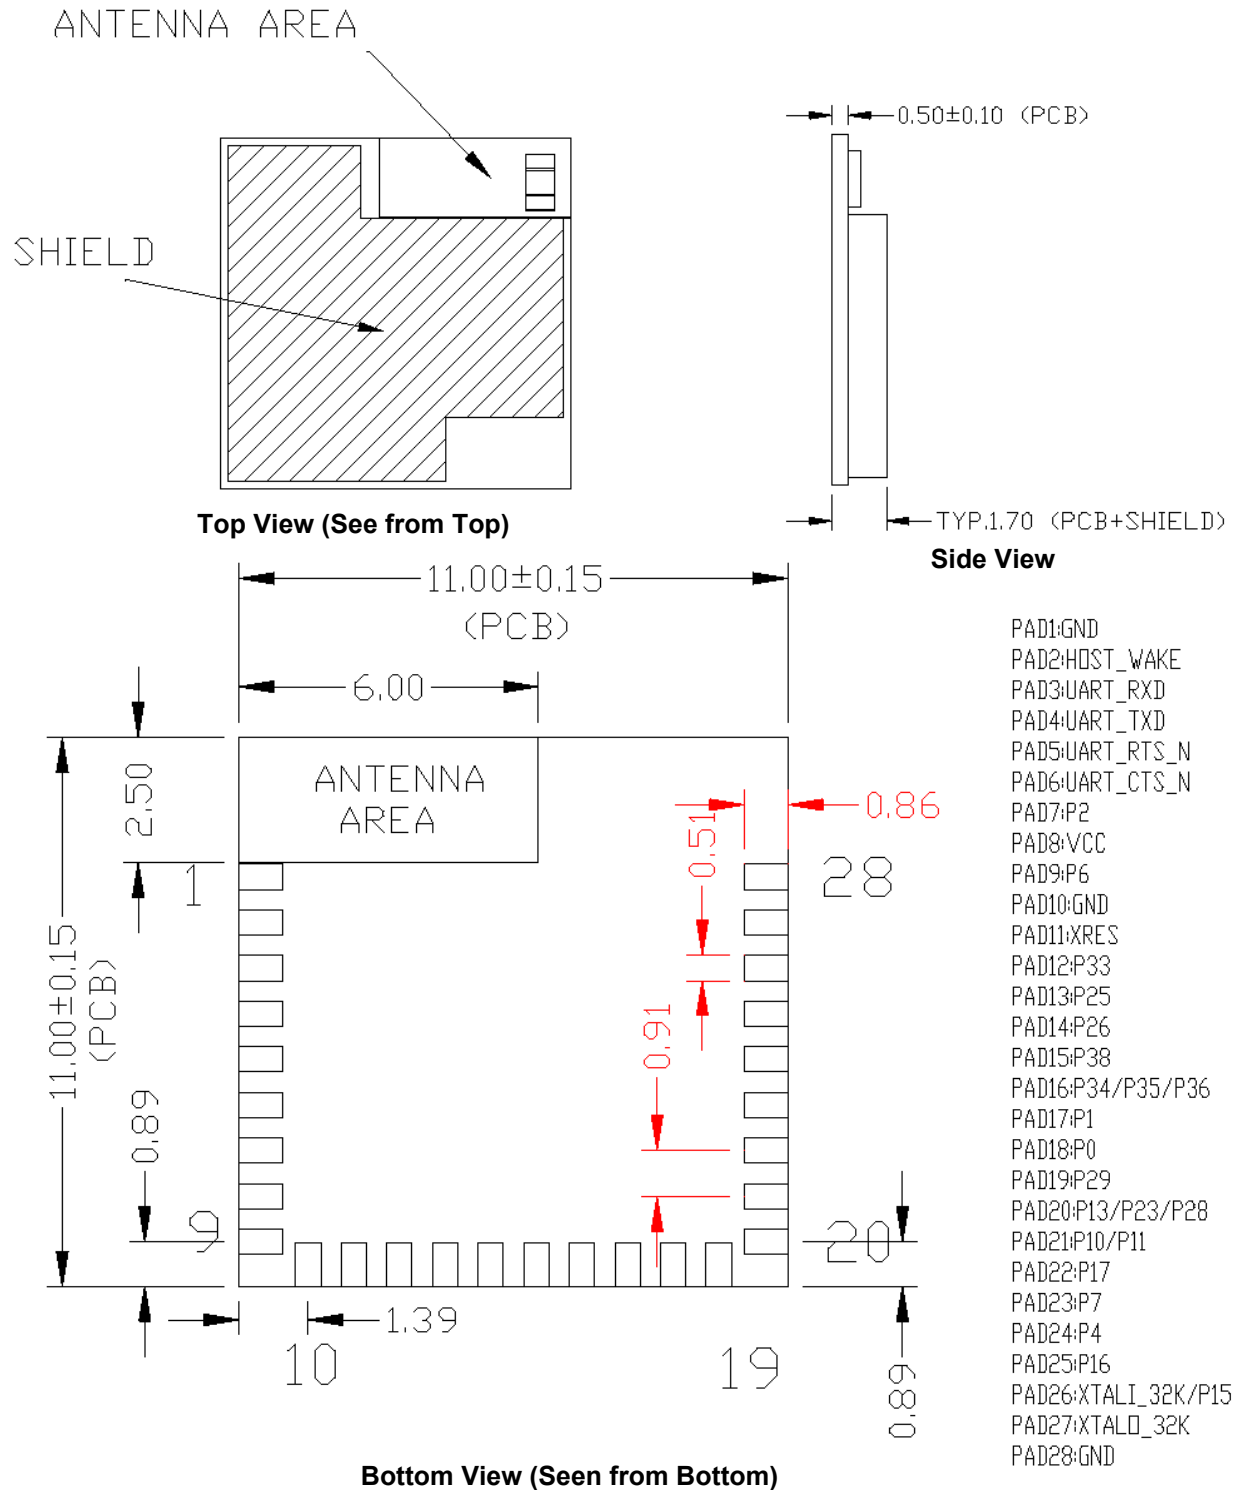 ANTENNA AREA
0.50±0.10 (PCB)
SHIELD
Top View (See from Top)
TYP.1.70 (PCB+SHIELD)
Side View
11.00±0.15
(PCB)
6.00
2.50
ANTENNA
AREA
0.86
0.51
1
28
11.00±0.15
(PCB)
0.91
0.89
9
20
1.39
10
19
0.89
Bottom View (Seen from Bottom)
PAD1:GND
PAD2:HOST_WAKE
PAD3:UART_RXD
PAD4:UART_TXD
PAD5:UART_RTS_N
PAD6:UART_CTS_N
PAD7:P2
PAD8:VCC
PAD9:P6
PAD10:GND
PAD11:XRES
PAD12:P33
PAD13:P25
PAD14:P26
PAD15:P38
PAD16:P34/P35/P36
PAD17:P1
PAD18:P0
PAD19:P29
PAD20:P13/P23/P28
PAD21:P10/P11
PAD22:P17
PAD23:P7
PAD24:P4
PAD25:P16
PAD26:XTALI_32K/P15
PAD27:XTALO_32K
PAD28:GND